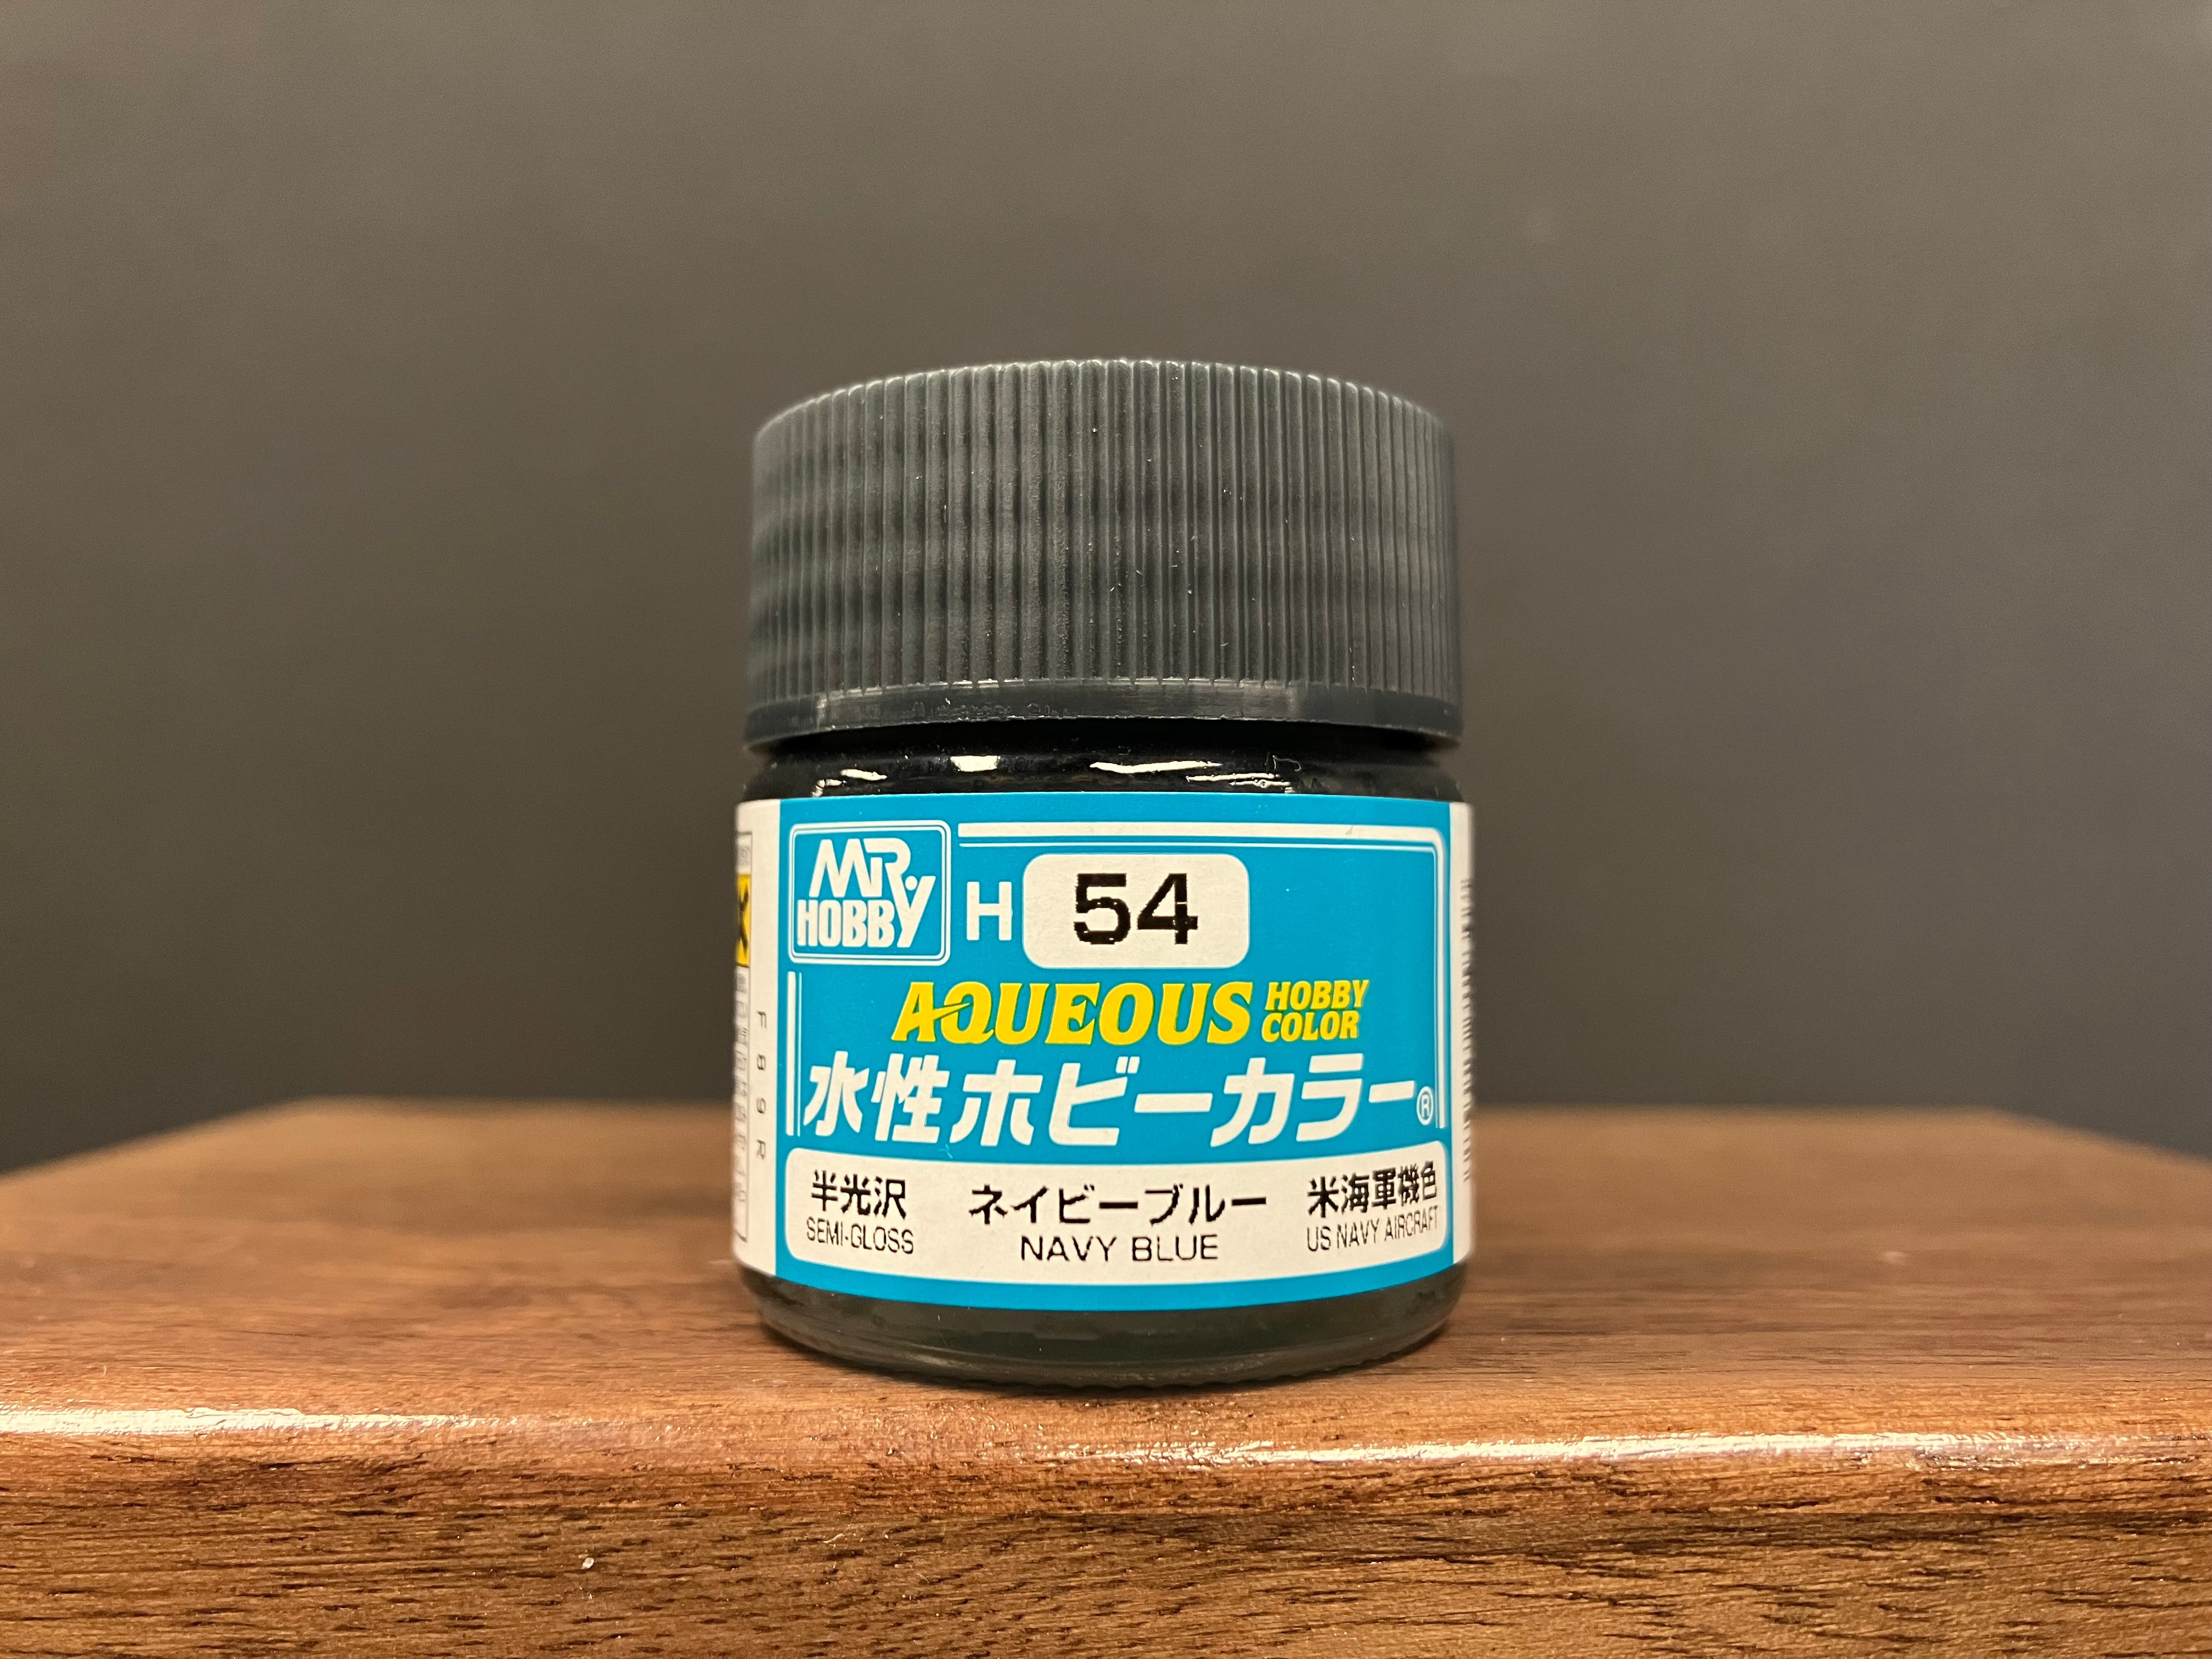 MR. HOBBY
H 54
AQUEOUS HOBBY COLOR
水性ホビーカラー®
半光沢 ネイビーブルー 米海軍機色
SEMI-GLOSS NAVY BLUE US NAVY AIRCRAFT
F89R